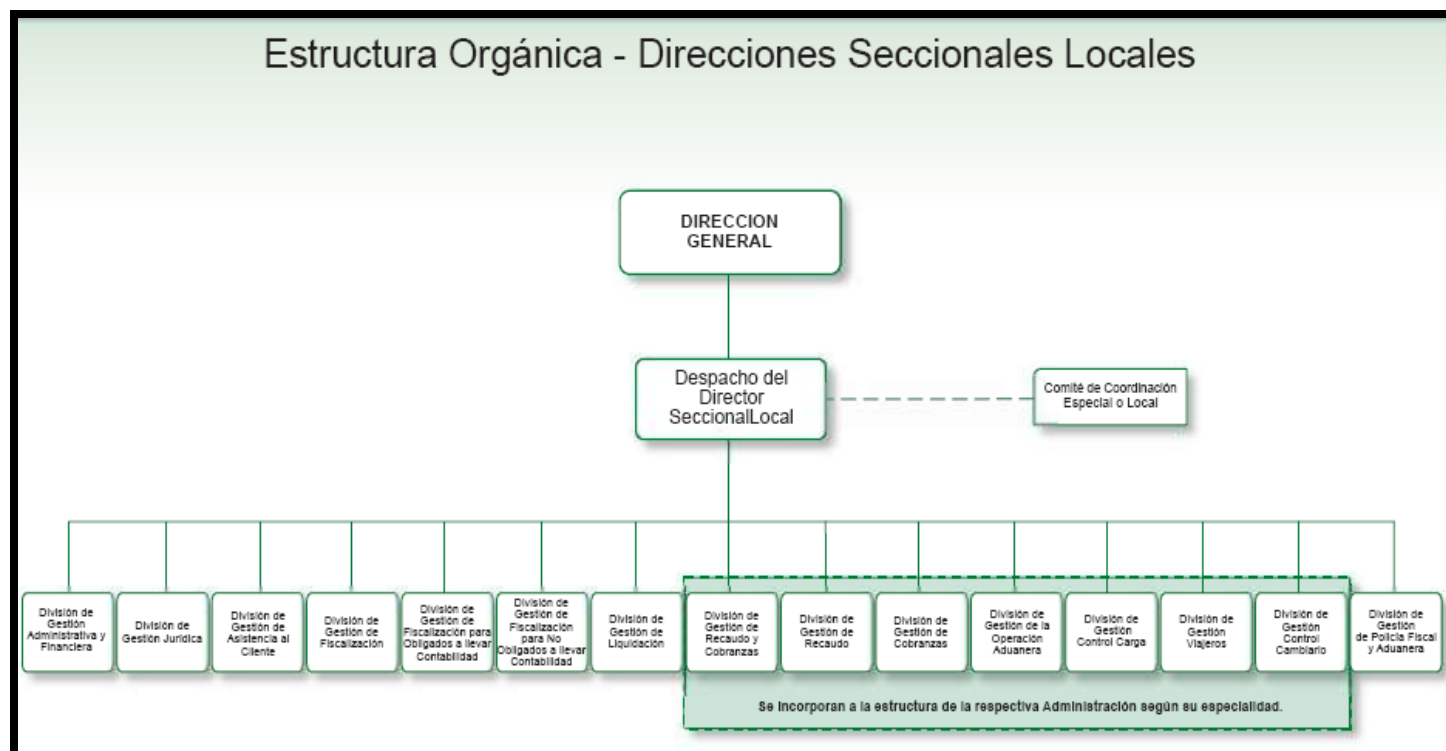 Estructura Orgánica - Direcciones Seccionales Locales
DIRECCION
GENERAL
Despacho del
Director
SeccionalLocal
Comité de Coordinación
Especial o Local
División de
Gestión
Administrativa y
Financiera
División de
Gestión Jurídica
División de
Gestión de
Asistencia al
Cliente
División de
Gestión de
Fiscalización
División de
Gestión de
Fiscalización para
Obligados a llevar
Contabilidad
División de
Gestión de
Fiscalización
para No
Obligados a llevar
Contabilidad
División de
Gestión de
Liquidación
División de
Gestión de
Recaudo y
Cobranzas
División de
Gestión de
Recaudo
División de
Gestión de
Cobranzas
División de
Gestión de la
Operación
Aduanera
División de
Gestión
Control Carga
División de
Gestión
Viajeros
División de
Gestión
Control
Cambiario
División de
Gestión
de Policía Fiscal
y Aduanera
Se incorporan a la estructura de la respectiva Administración según su especialidad.